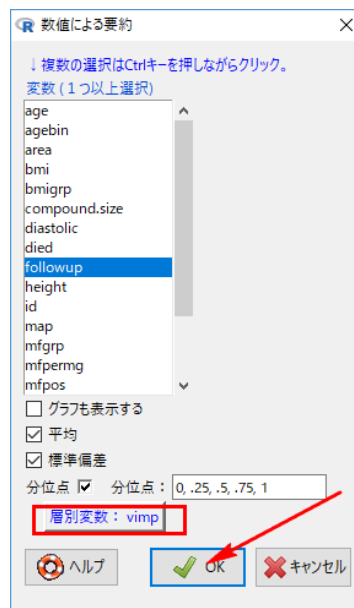 数値による要約
↓複数の選択はCtrlキーを押しながらクリック。
変数(1つ以上選択)
age
agebin
area
bmi
bmigrp
compound.size
diastolic
died
followup
height
id
map
mfgrp
mfpermg
mfpos
グラフも表示する
平均
標準偏差
分位点 分位点： 0, .25, .5, .75, 1
層別変数： vimp
ヘルプ OK キャンセル